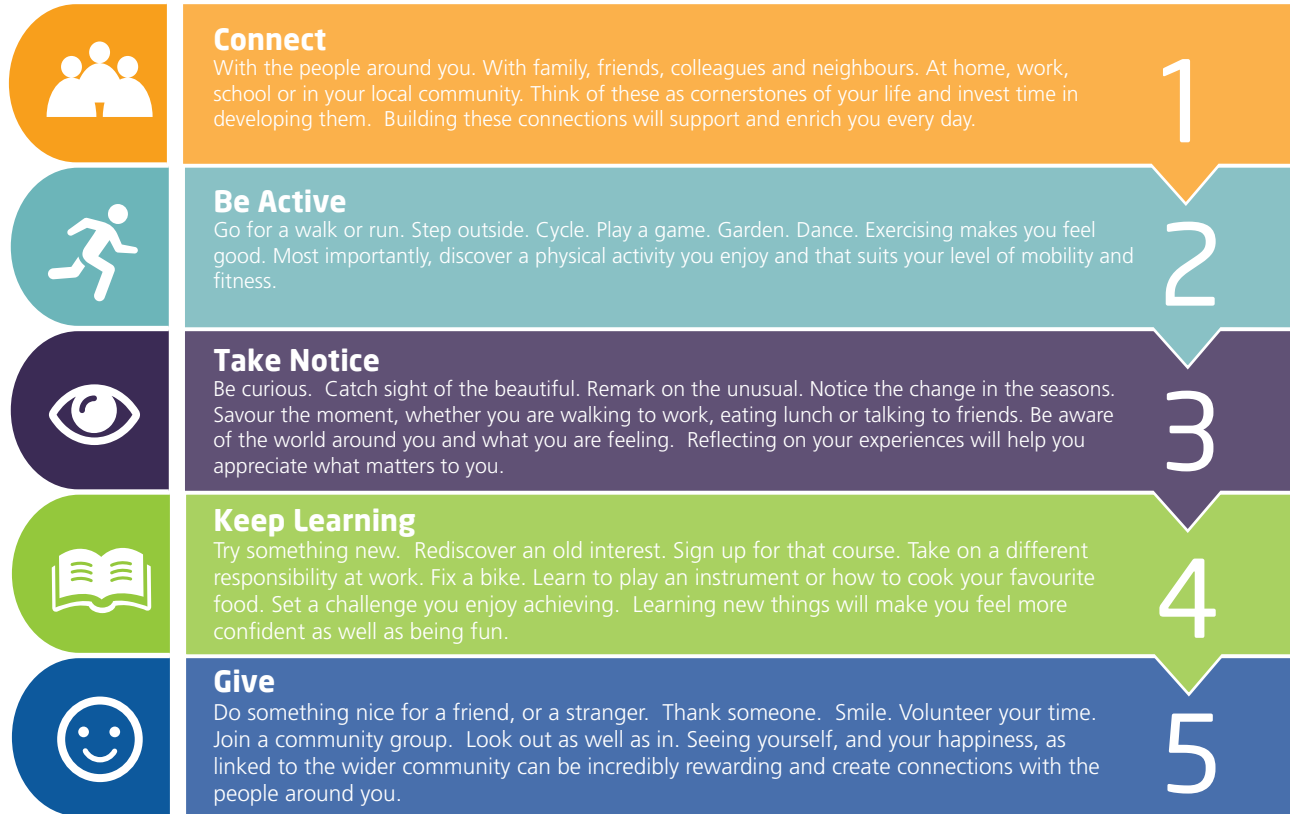 Connect
With the people around you. With family, friends, colleagues and neighbours. At home, work,
school or in your local community. Think of these as cornerstones of your life and invest time in
developing them.  Building these connections will support and enrich you every day.
1
Be Active
Go for a walk or run. Step outside. Cycle. Play a game. Garden. Dance. Exercising makes you feel
good. Most importantly, discover a physical activity you enjoy and that suits your level of mobility and
fitness.
2
Take Notice
Be curious.  Catch sight of the beautiful. Remark on the unusual. Notice the change in the seasons.
Savour the moment, whether you are walking to work, eating lunch or talking to friends. Be aware
of the world around you and what you are feeling.  Reflecting on your experiences will help you
appreciate what matters to you.
3
Keep Learning
Try something new.  Rediscover an old interest. Sign up for that course. Take on a different
responsibility at work. Fix a bike. Learn to play an instrument or how to cook your favourite
food. Set a challenge you enjoy achieving.  Learning new things will make you feel more
confident as well as being fun.
4
Give
Do something nice for a friend, or a stranger.  Thank someone.  Smile. Volunteer your time.
Join a community group.  Look out as well as in. Seeing yourself, and your happiness, as
linked to the wider community can be incredibly rewarding and create connections with the
people around you.
5